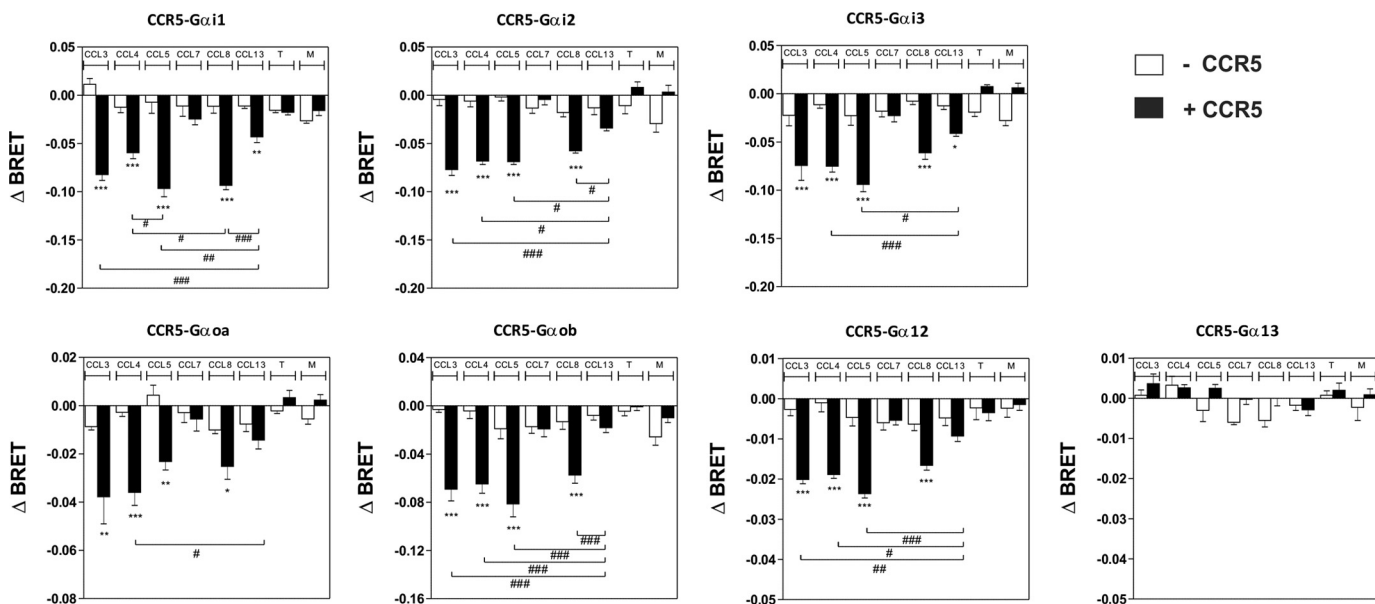 CCR5-Gαi1
CCL3 CCL4 CCL5 CCL7 CCL8 CCL13 T M
Δ BRET
0.05
0.00
-0.05
-0.10
-0.15
-0.20
*** *** *** *** **
# # ### ## ###
CCR5-Gαi2
CCL3 CCL4 CCL5 CCL7 CCL8 CCL13 T M
Δ BRET
0.05
0.00
-0.05
-0.10
-0.15
-0.20
*** *** *** ***
# # # ###
CCR5-Gαi3
CCL3 CCL4 CCL5 CCL7 CCL8 CCL13 T M
Δ BRET
0.05
0.00
-0.05
-0.10
-0.15
-0.20
*** *** *** *** *
# ###
- CCR5
+ CCR5
CCR5-Gαoa
CCL3 CCL4 CCL5 CCL7 CCL8 CCL13 T M
Δ BRET
0.02
0.00
-0.02
-0.04
-0.06
-0.08
** *** ** *
#
CCR5-Gαob
CCL3 CCL4 CCL5 CCL7 CCL8 CCL13 T M
Δ BRET
0.04
0.00
-0.04
-0.08
-0.12
-0.16
*** *** *** ***
### ### ### ###
CCR5-Gα12
CCL3 CCL4 CCL5 CCL7 CCL8 CCL13 T M
Δ BRET
0.01
0.00
-0.01
-0.02
-0.03
-0.04
-0.05
*** *** *** ***
### # ##
CCR5-Gα13
CCL3 CCL4 CCL5 CCL7 CCL8 CCL13 T M
Δ BRET
0.01
0.00
-0.01
-0.02
-0.03
-0.04
-0.05